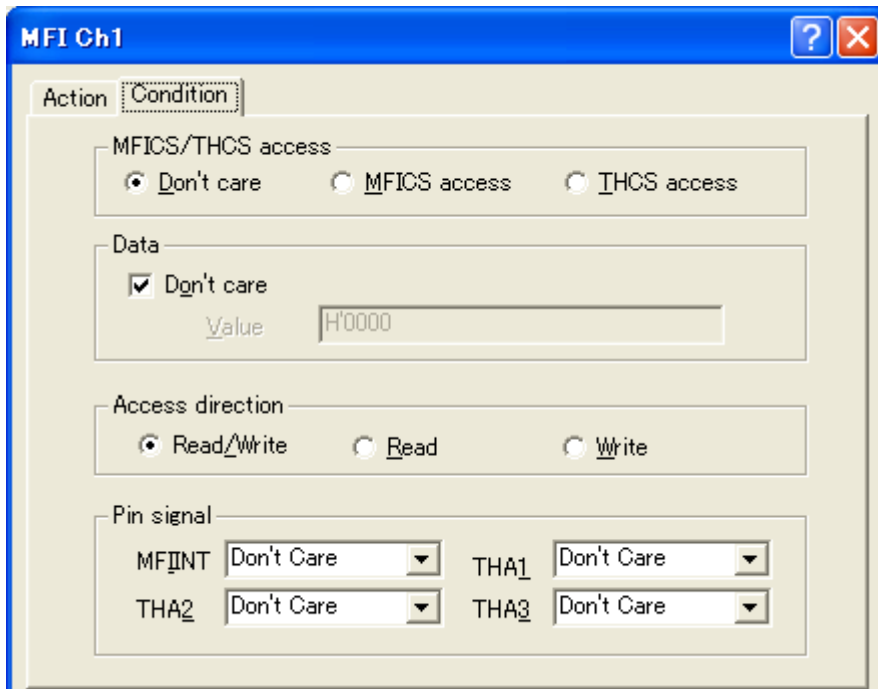 MFI Ch1
Action Condition
MFICS/THCS access
Don't care MFICS access THCS access
Data
Don't care
Value H'0000
Access direction
Read/Write Read Write
Pin signal
MFIINT Don't Care THA1 Don't Care
THA2 Don't Care THA3 Don't Care